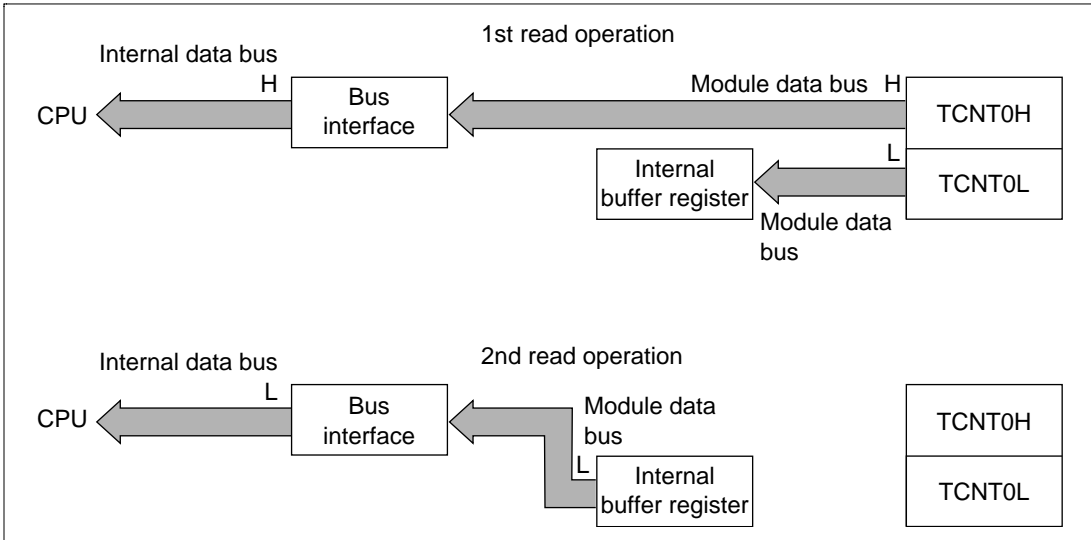 1st read operation
Internal data bus
H
CPU
Bus
interface
Module data bus
H
TCNT0H
L
Internal
buffer register
TCNT0L
Module data
bus
2nd read operation
Internal data bus
L
CPU
Bus
interface
Module data
bus
L
Internal
buffer register
TCNT0H
TCNT0L